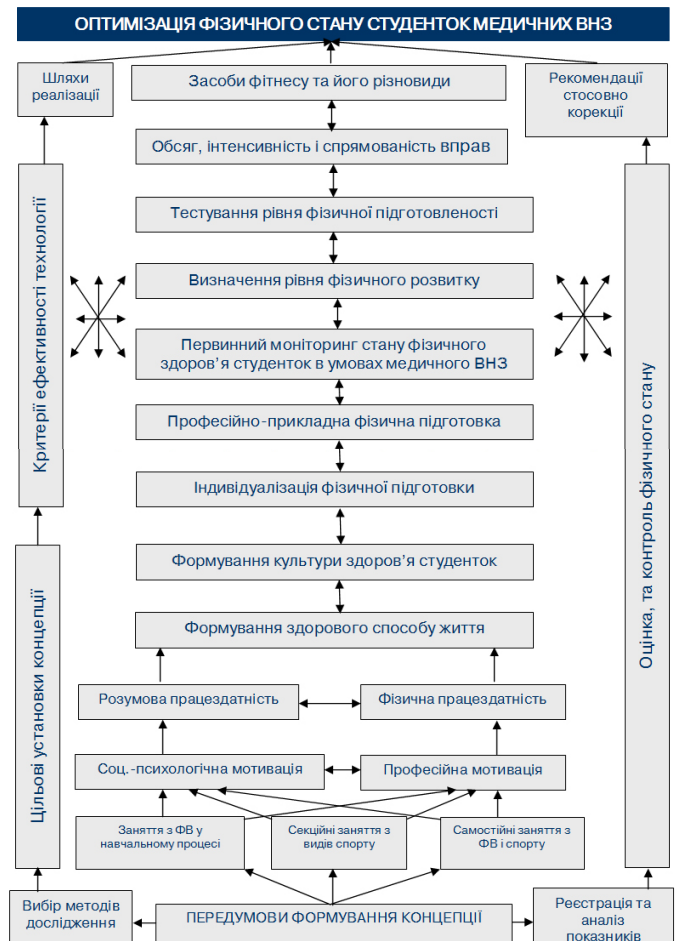 ОПТИМІЗАЦІЯ ФІЗИЧНОГО СТАНУ СТУДЕНТОК МЕДИЧНИХ ВНЗ
Шляхи
реалізації
Засоби фітнесу та його різновиди
Рекомендації
стосовно
корекції
Обсяг, інтенсивність і спрямованість вправ
Тестування рівня фізичної підготовленості
Визначення рівня фізичного розвитку
Первинний моніторинг стану фізичного
здоров’я студенток в умовах медичного ВНЗ
Професійно-прикладна фізична підготовка
Індивідуалізація фізичної підготовки
Формування культури здоров’я студенток
Формування здорового способу життя
Критерії ефективності технології
Цільові установки концепції
Оцінка, та контроль фізичного стану
Розумова працездатність
Фізична працездатність
Соц.-психологічна мотивація
Професійна мотивація
Заняття з ФВ у
навчальному процесі
Секційні заняття з
видів спорту
Самостійні заняття з
ФВ і спорту
Вибір методів
дослідження
ПЕРЕДУМОВИ ФОРМУВАННЯ КОНЦЕПЦІЇ
Реєстрація та
аналіз
показників